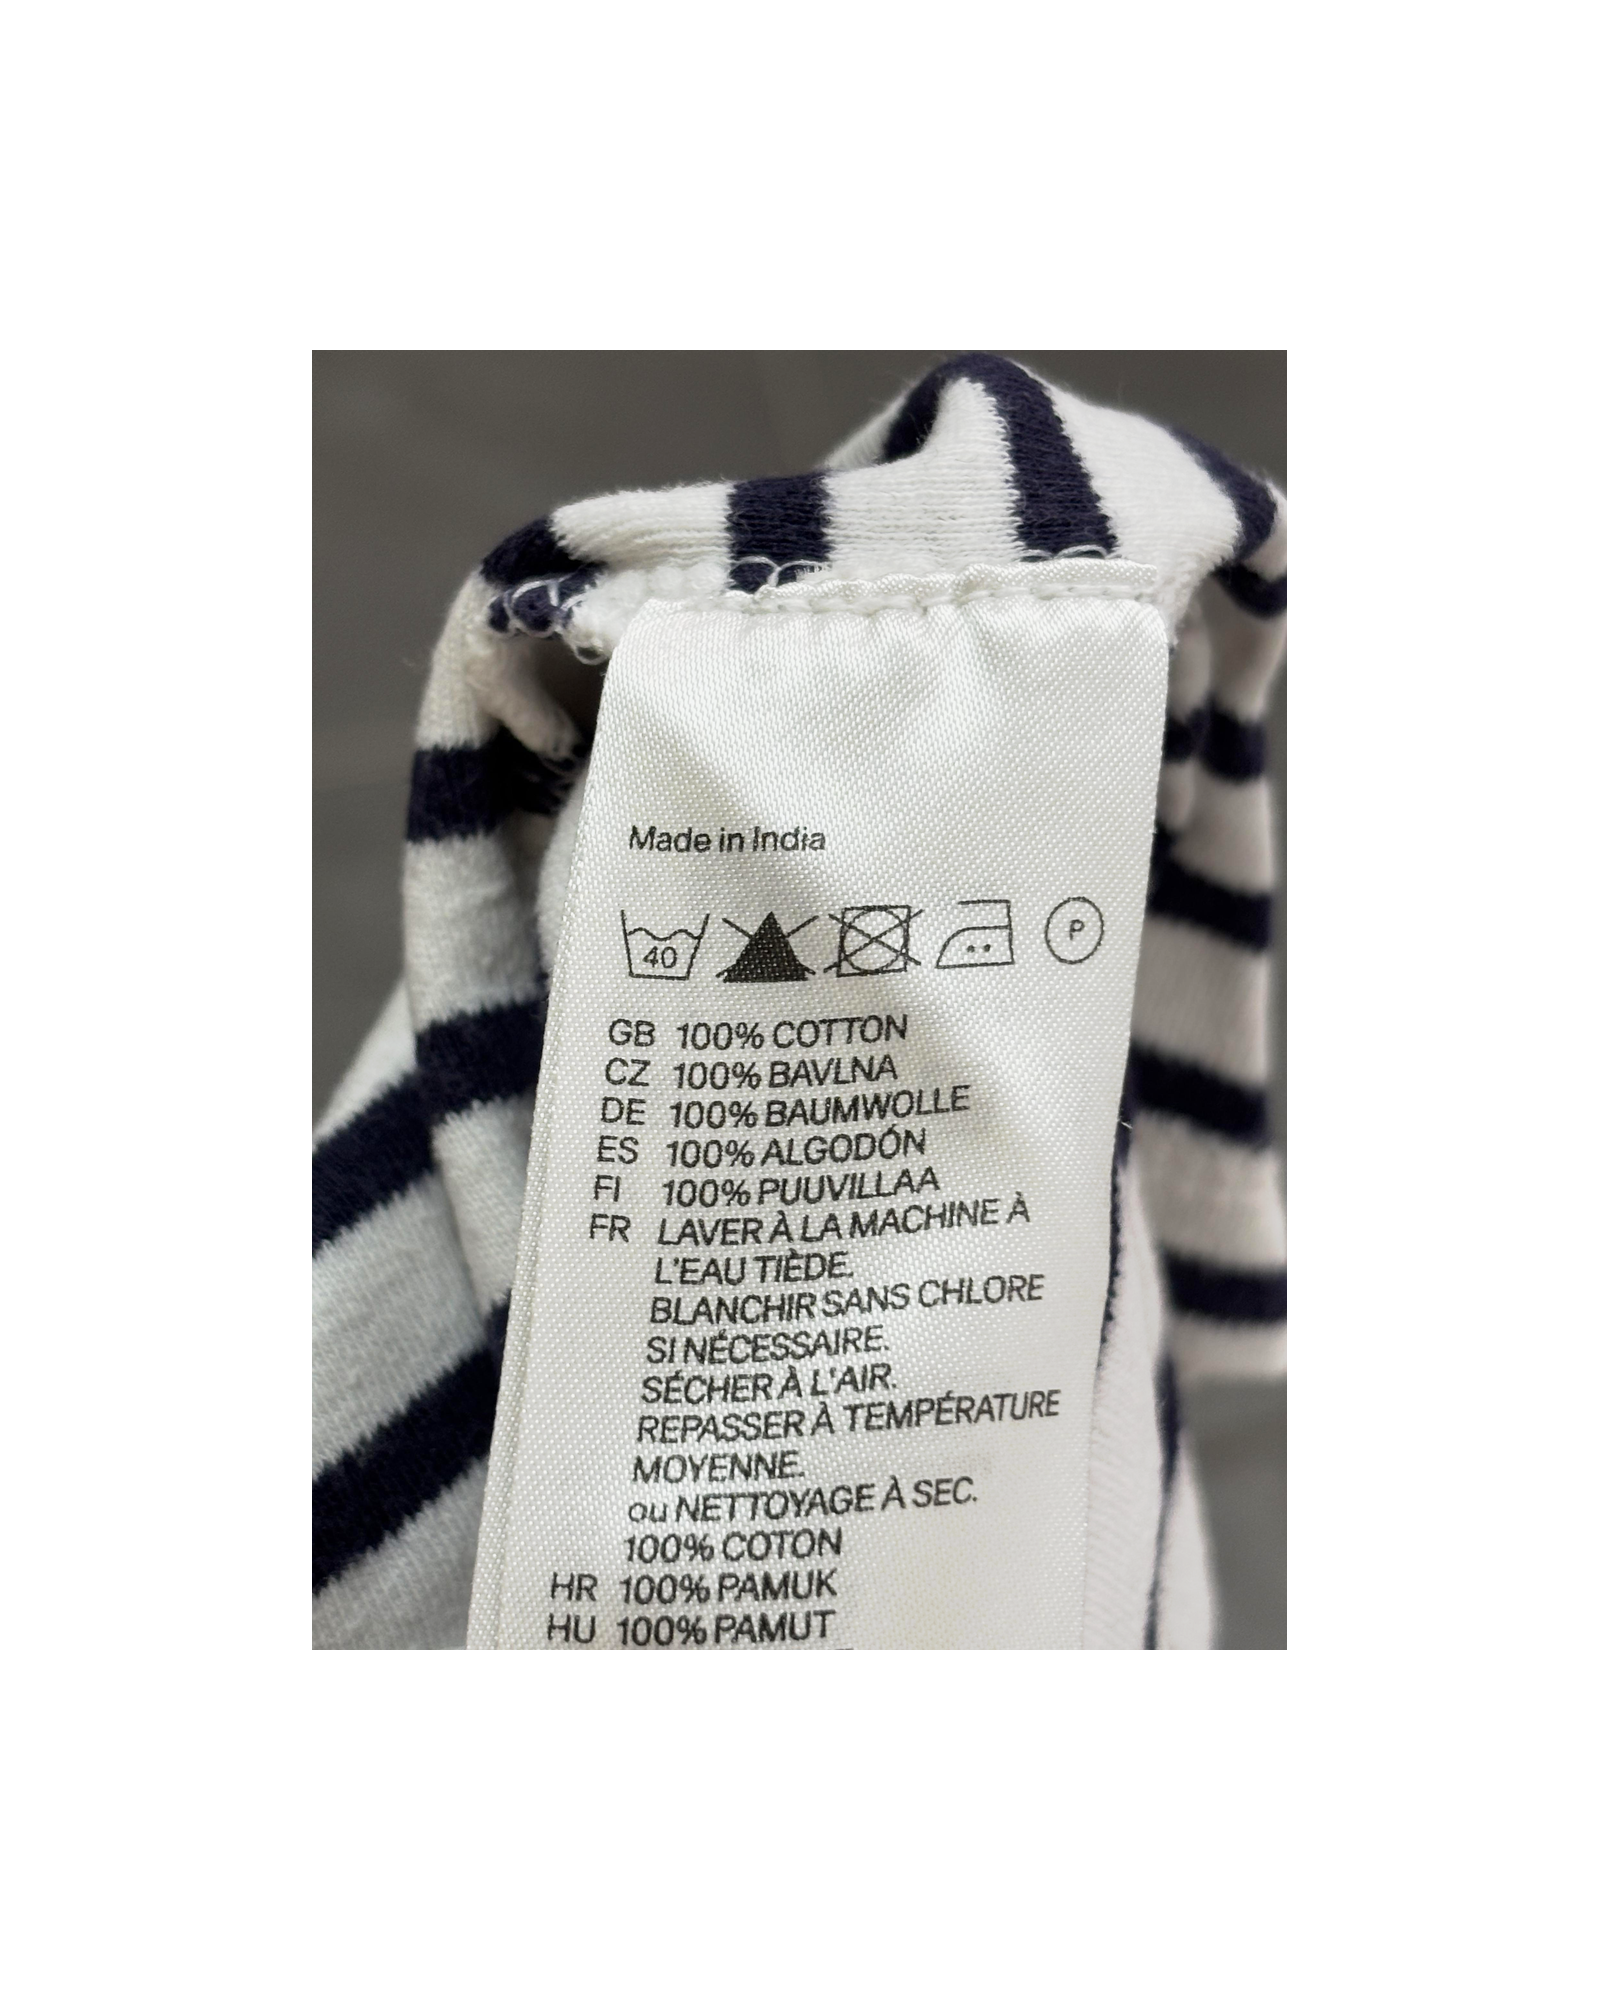 Made in India
40 P
GB 100% COTTON
CZ 100% BAVLNA
DE 100% BAUMWOLLE
ES 100% ALGODÓN
FI 100% PUUVILLAA
FR LAVER À LA MACHINE À
L'EAU TIÈDE.
BLANCHIR SANS CHLORE
SI NÉCESSAIRE.
SÉCHER À L'AIR.
REPASSER À TEMPÉRATURE
MOYENNE.
ou NETTOYAGE À SEC.
100% COTON
HR 100% PAMUK
HU 100% PAMUT